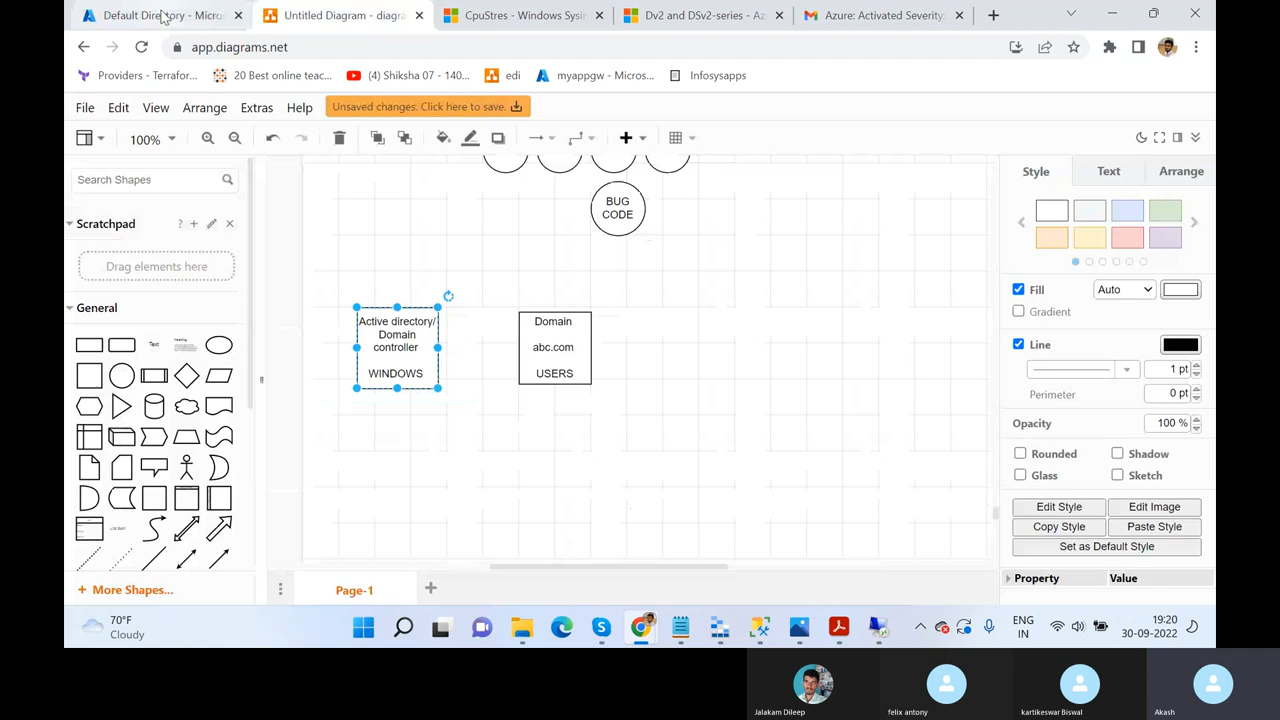 Default Directory - Micros
Untitled Diagram - diagra
CpuStres - Windows Sysin
Dv2 and DSv2-series - Az
Azure: Activated Severity:
app.diagrams.net
Providers - Terrafor...
20 Best online teac...
(4) Shiksha 07 - 140...
edi
myappgw - Micros...
Infosysapps
File Edit View Arrange Extras Help
Unsaved changes. Click here to save.
100%
Search Shapes
Scratchpad
?
Drag elements here
General
Text
Heading
List Item
+ More Shapes...
BUG
CODE
Active directory/
Domain
controller
WINDOWS
Domain
abc.com
USERS
Page-1
Style Text Arrange
Fill Auto
Gradient
Line
1 pt
Perimeter 0 pt
Opacity 100 %
Rounded Shadow
Glass Sketch
Edit Style Edit Image
Copy Style Paste Style
Set as Default Style
Property Value
70°F
Cloudy
ENG
IN
19:20
30-09-2022
Jalakam Dileep
felix antony
kartikeswar Biswal
Akash